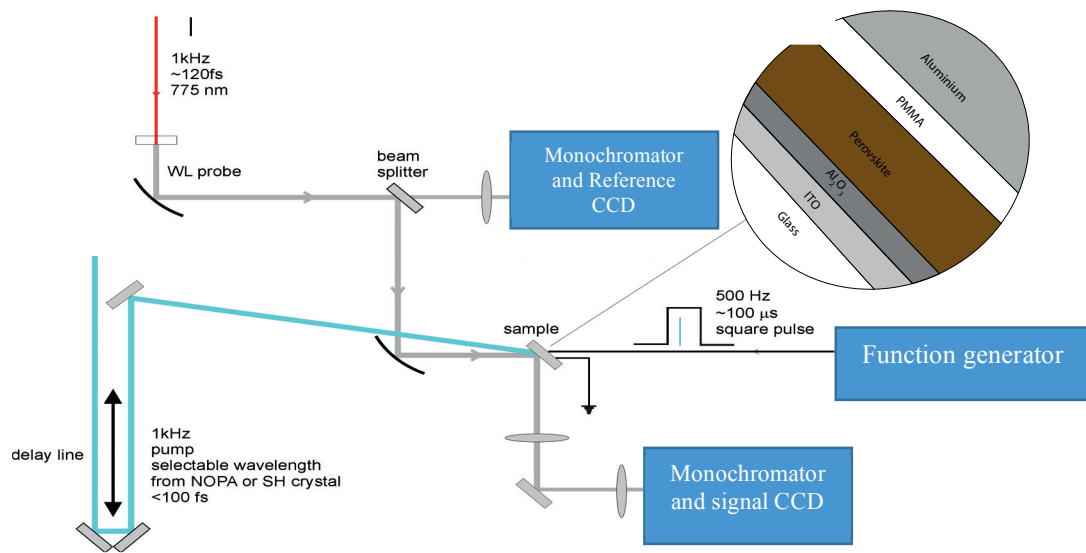 1kHz
~120fs
775 nm
WL probe
beam
splitter
Monochromator
and Reference
CCD
Aluminium
PMMA
Perovskite
Al₂O₃
ITO
Glass
sample
500 Hz
~100 μs
square pulse
Function generator
delay line
1kHz
pump
selectable wavelength
from NOPA or SH crystal
<100 fs
Monochromator
and signal CCD